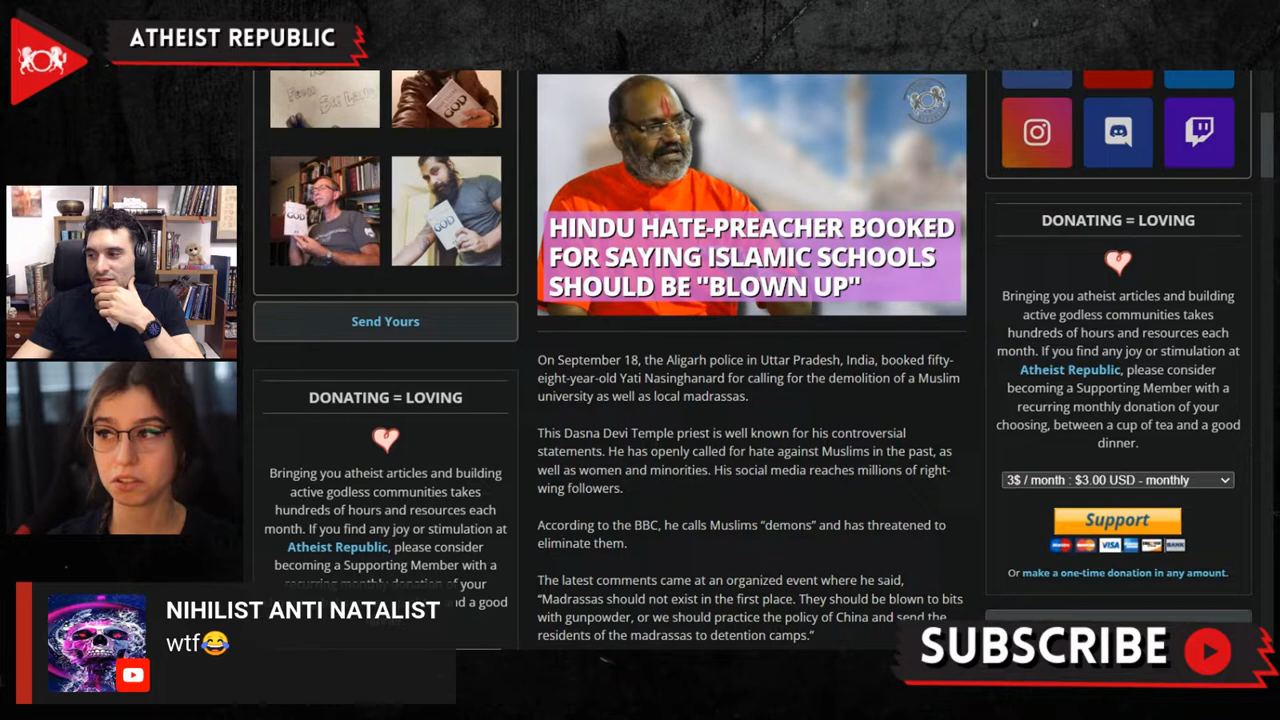 ATHEIST REPUBLIC
GOD
GOD
GOD
Send Yours
DONATING = LOVING
Bringing you atheist articles and building
active godless communities takes
hundreds of hours and resources each
month. If you find any joy or stimulation at
Atheist Republic, please consider
becoming a Supporting Member with a
recurring monthly donation of your
nd a good
HINDU HATE-PREACHER BOOKED
FOR SAYING ISLAMIC SCHOOLS
SHOULD BE "BLOWN UP"
On September 18, the Aligarh police in Uttar Pradesh, India, booked fifty-
eight-year-old Yati Nasinghanard for calling for the demolition of a Muslim
university as well as local madrassas.
This Dasna Devi Temple priest is well known for his controversial
statements. He has openly called for hate against Muslims in the past, as
well as women and minorities. His social media reaches millions of right-
wing followers.
According to the BBC, he calls Muslims “demons” and has threatened to
eliminate them.
The latest comments came at an organized event where he said,
“Madrassas should not exist in the first place. They should be blown to bits
with gunpowder, or we should practice the policy of China and send the
residents of the madrassas to detention camps.”
DONATING = LOVING
Bringing you atheist articles and building
active godless communities takes
hundreds of hours and resources each
month. If you find any joy or stimulation at
Atheist Republic, please consider
becoming a Supporting Member with a
recurring monthly donation of your
choosing, between a cup of tea and a good
dinner.
3$ / month : $3.00 USD - monthly
Support
VISA
BANK
Or make a one-time donation in any amount.
NIHILIST ANTI NATALIST
wtf😂
SUBSCRIBE